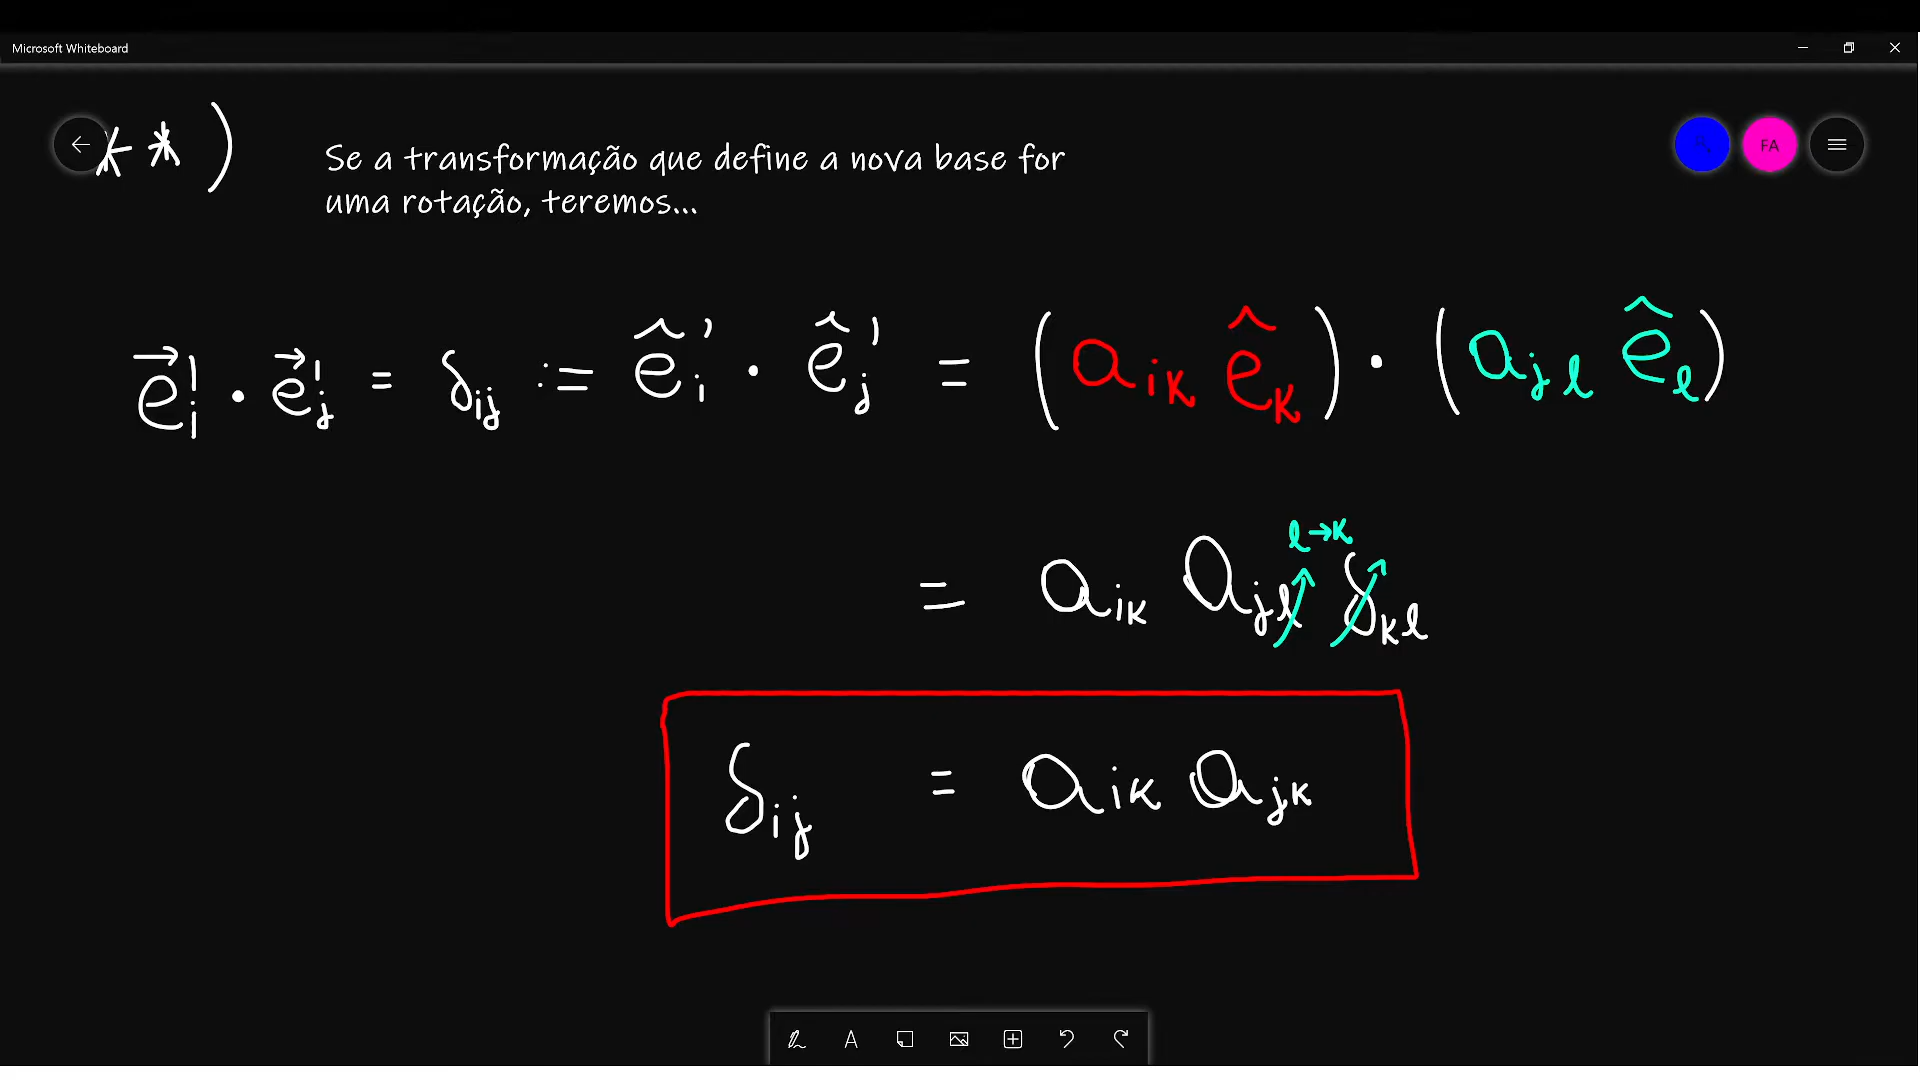 Microsoft Whiteboard
* * )
Se a transformação que define a nova base for
uma rotação, teremos...
FA
e⃗'ᵢ · e⃗'ⱼ = δᵢⱼ := ê'ᵢ · ê'ⱼ = (aᵢₖ êₖ) · (aⱼₗ êₗ)
l→k
= aᵢₖ aⱼₗ δₖₗ
δᵢⱼ = aᵢₖ aⱼₖ
A